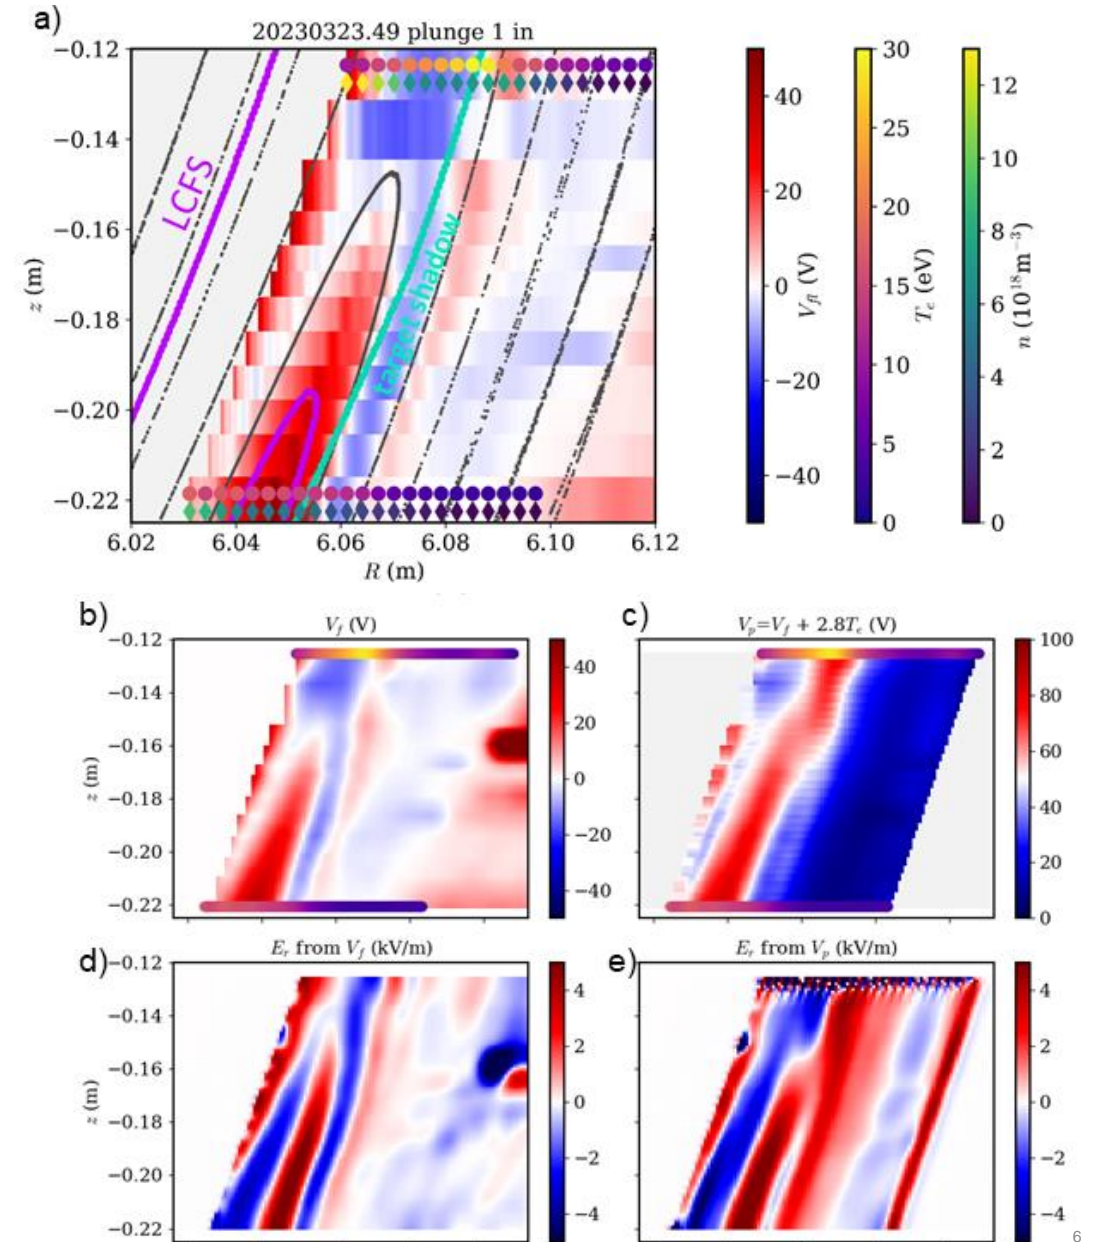 a)
20230323.49 plunge 1 in
−0.12
−0.14
−0.16
−0.18
−0.20
−0.22
z (m)
LCFS
target shadow
6.02 6.04 6.06 6.08 6.10 6.12
R (m)
40
20
0
−20
−40
V_fl (V)
30
25
20
15
10
5
0
T_e (eV)
12
10
8
6
4
2
0
n (10^18 m^−3)
b)
V_f (V)
−0.12
−0.14
−0.16
−0.18
−0.20
−0.22
z (m)
40
20
0
−20
−40
c)
V_p=V_f + 2.8T_e (V)
100
80
60
40
20
0
d)
E_r from V_f (kV/m)
−0.12
−0.14
−0.16
−0.18
−0.20
−0.22
z (m)
4
2
0
−2
−4
e)
E_r from V_p (kV/m)
4
2
0
−2
−4
6